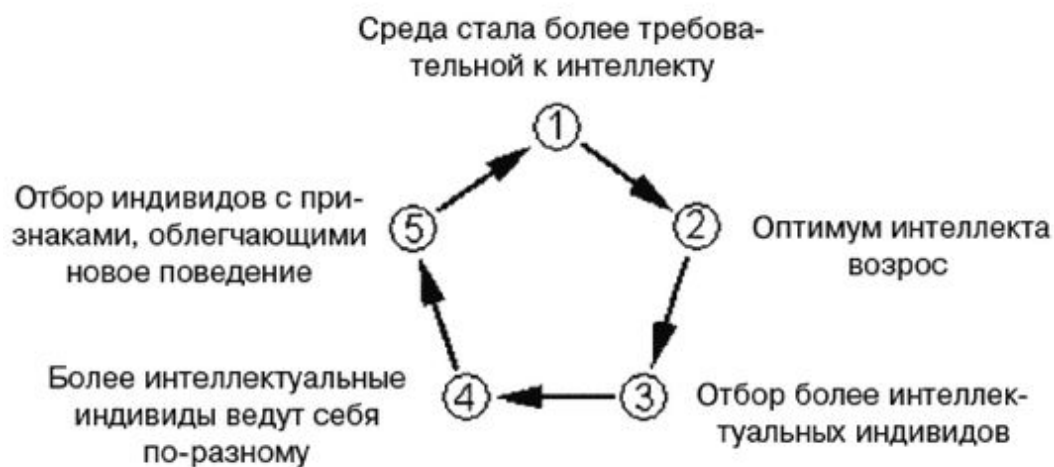 Среда стала более требова-
тельной к интеллекту
1
Отбор индивидов с при-
знаками, облегчающими
новое поведение
5
2
Оптимум интеллекта
возрос
Более интеллектуальные
индивиды ведут себя
по-разному
4
3
Отбор более интеллек-
туальных индивидов